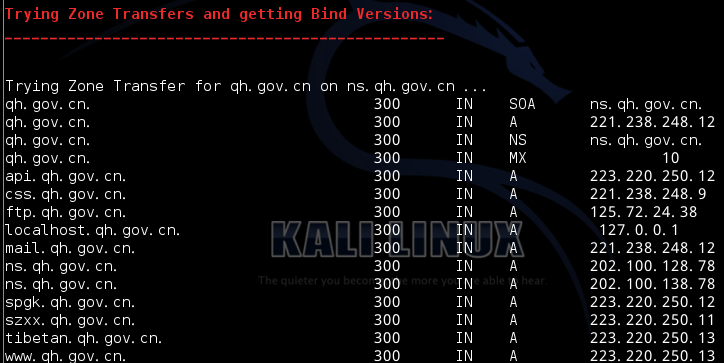 Trying Zone Transfers and getting Bind Versions:
Trying Zone Transfer for qh.gov.cn on ns.qh.gov.cn ...
qh.gov.cn. 300 IN SOA ns.qh.gov.cn.
qh.gov.cn. 300 IN A 221.238.248.12
qh.gov.cn. 300 IN NS ns.qh.gov.cn.
qh.gov.cn. 300 IN MX 10
api.qh.gov.cn. 300 IN A 223.220.250.12
css.qh.gov.cn. 300 IN A 221.238.248.9
ftp.qh.gov.cn. 300 IN A 125.72.24.38
localhost.qh.gov.cn. 300 IN A 127.0.0.1
KALI LINUX
mail.qh.gov.cn. 300 IN A 221.238.248.12
ns.qh.gov.cn. 300 IN A 202.100.128.78
The quieter you become, the more you are able to hear.
ns.qh.gov.cn. 300 IN A 202.100.138.78
spgk.qh.gov.cn. 300 IN A 223.220.250.12
szxx.qh.gov.cn. 300 IN A 223.220.250.11
tibetan.qh.gov.cn. 300 IN A 223.220.250.13
www.qh.gov.cn. 300 IN A 223.220.250.13